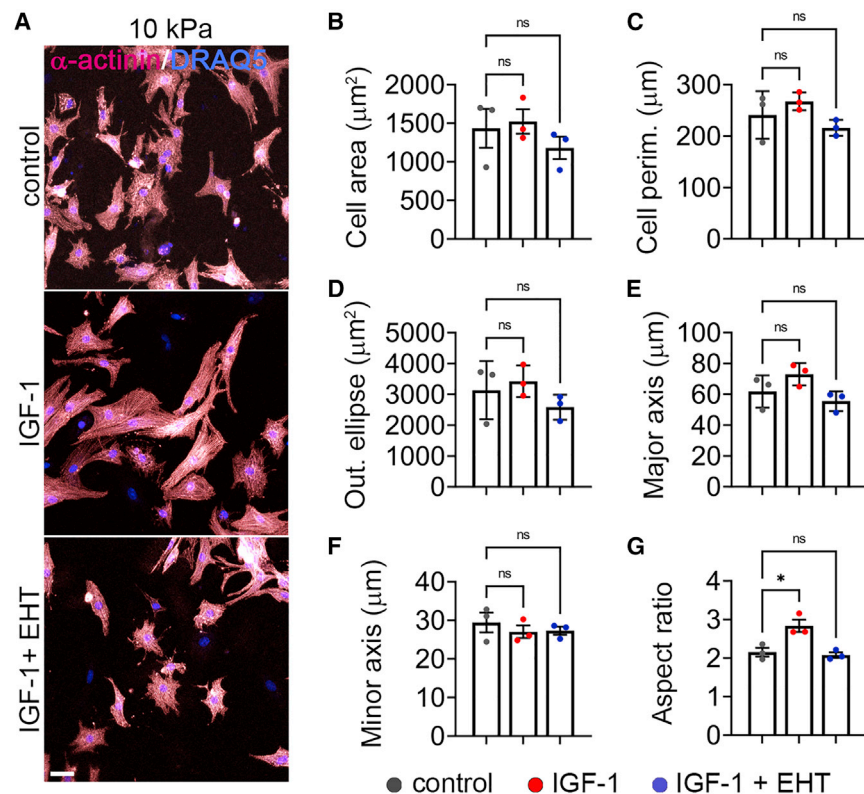 A
10 kPa
α-actinin/DRAQ5
control
IGF-1
IGF-1+ EHT
B
ns
ns
Cell area (μm²)
2000
1500
1000
500
0
C
ns
ns
Cell perim. (μm)
300
200
100
0
D
ns
ns
Out. ellipse (μm²)
5000
4000
3000
2000
1000
0
E
ns
ns
Major axis (μm)
100
80
60
40
20
0
F
ns
ns
Minor axis (μm)
40
30
20
10
0
G
ns
*
Aspect ratio
4
3
2
1
0
control
IGF-1
IGF-1 + EHT